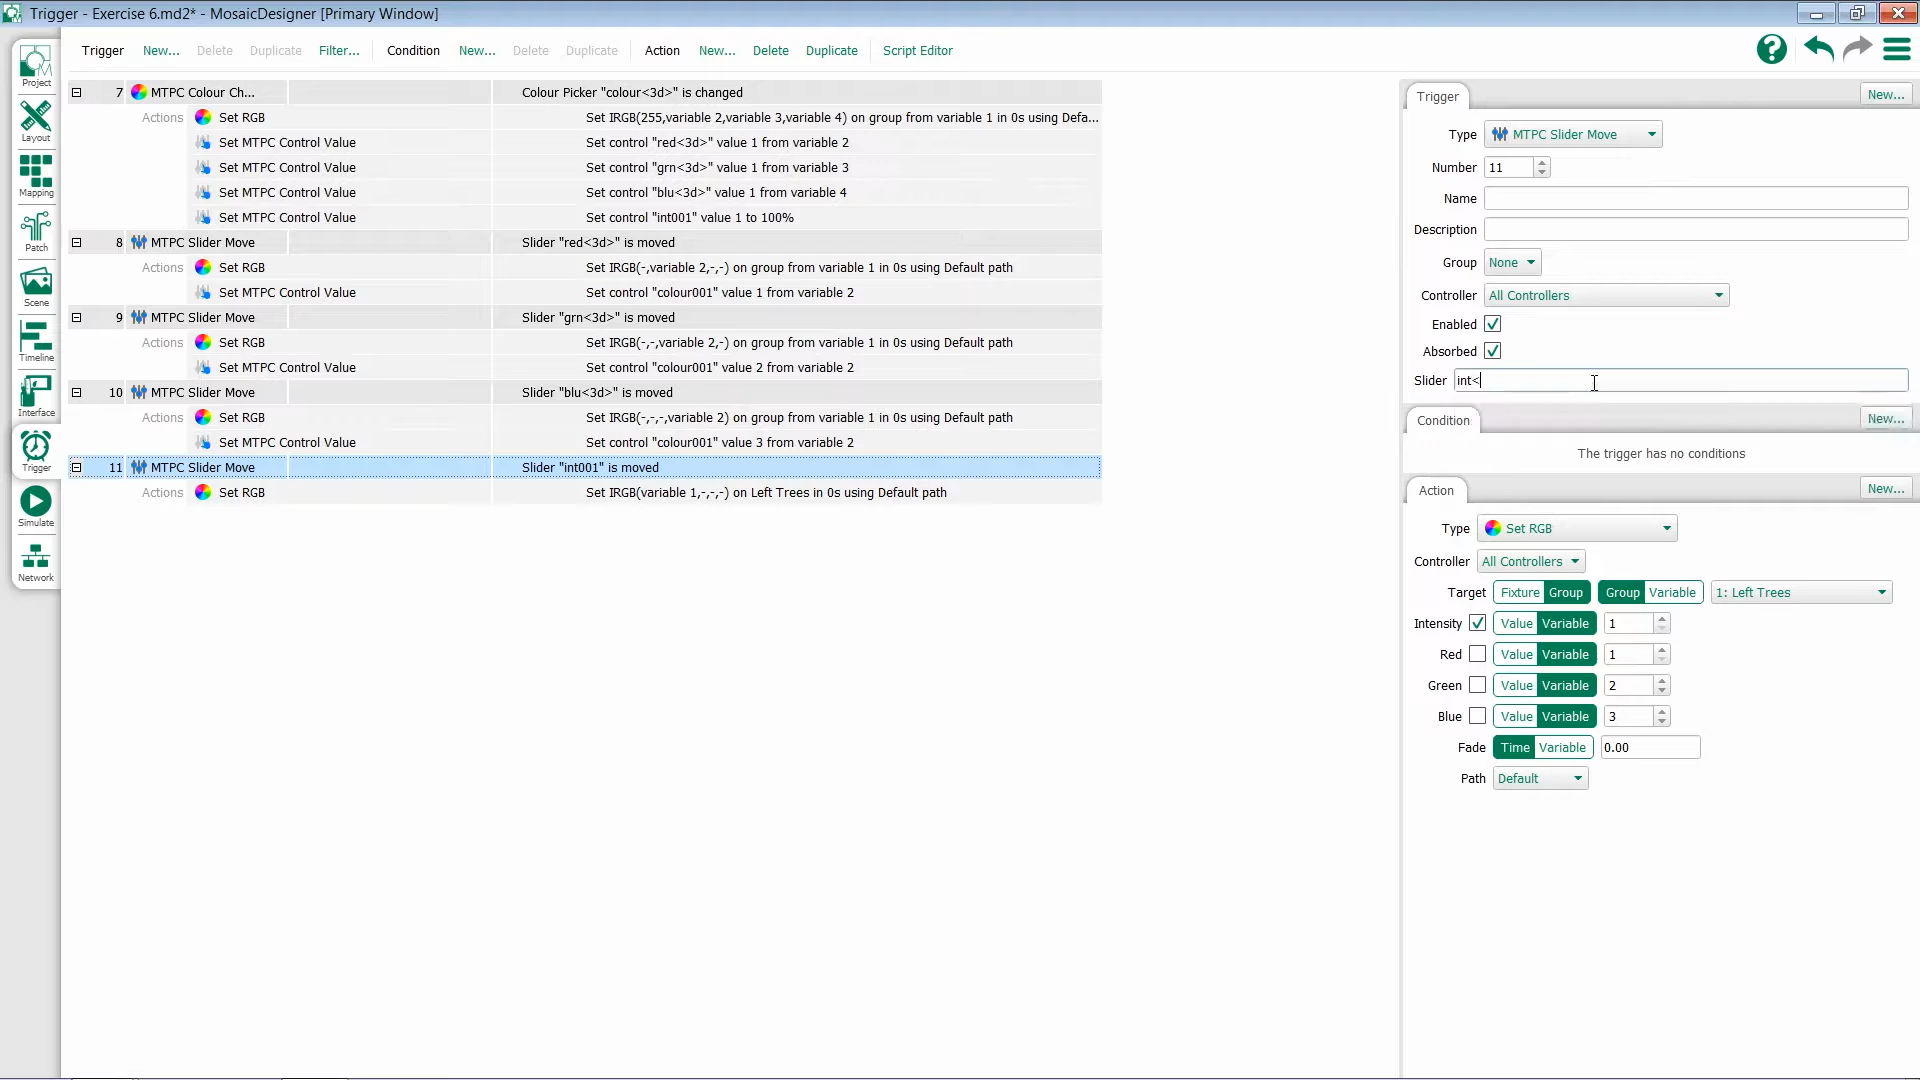 Trigger - Exercise 6.md2* - MosaicDesigner [Primary Window]
Trigger New... Delete Duplicate Filter... Condition New... Delete Duplicate Action New... Delete Duplicate Script Editor
Project
Layout
Mapping
Patch
Scene
Timeline
Interface
Trigger
Simulate
Network
7 MTPC Colour Ch... Colour Picker "colour<3d>" is changed
Actions Set RGB Set IRGB(255,variable 2,variable 3,variable 4) on group from variable 1 in 0s using Defa...
Set MTPC Control Value Set control "red<3d>" value 1 from variable 2
Set MTPC Control Value Set control "grn<3d>" value 1 from variable 3
Set MTPC Control Value Set control "blu<3d>" value 1 from variable 4
Set MTPC Control Value Set control "int001" value 1 to 100%
8 MTPC Slider Move Slider "red<3d>" is moved
Actions Set RGB Set IRGB(-,variable 2,-,-) on group from variable 1 in 0s using Default path
Set MTPC Control Value Set control "colour001" value 1 from variable 2
9 MTPC Slider Move Slider "grn<3d>" is moved
Actions Set RGB Set IRGB(-,-,variable 2,-) on group from variable 1 in 0s using Default path
Set MTPC Control Value Set control "colour001" value 2 from variable 2
10 MTPC Slider Move Slider "blu<3d>" is moved
Actions Set RGB Set IRGB(-,-,-,variable 2) on group from variable 1 in 0s using Default path
Set MTPC Control Value Set control "colour001" value 3 from variable 2
11 MTPC Slider Move Slider "int001" is moved
Actions Set RGB Set IRGB(variable 1,-,-,-) on Left Trees in 0s using Default path
Trigger New...
Type MTPC Slider Move
Number 11
Name
Description
Group None
Controller All Controllers
Enabled
Absorbed
Slider int<
Condition New...
The trigger has no conditions
Action New...
Type Set RGB
Controller All Controllers
Target Fixture Group Group Variable 1: Left Trees
Intensity Value Variable 1
Red Value Variable 1
Green Value Variable 2
Blue Value Variable 3
Fade Time Variable 0.00
Path Default